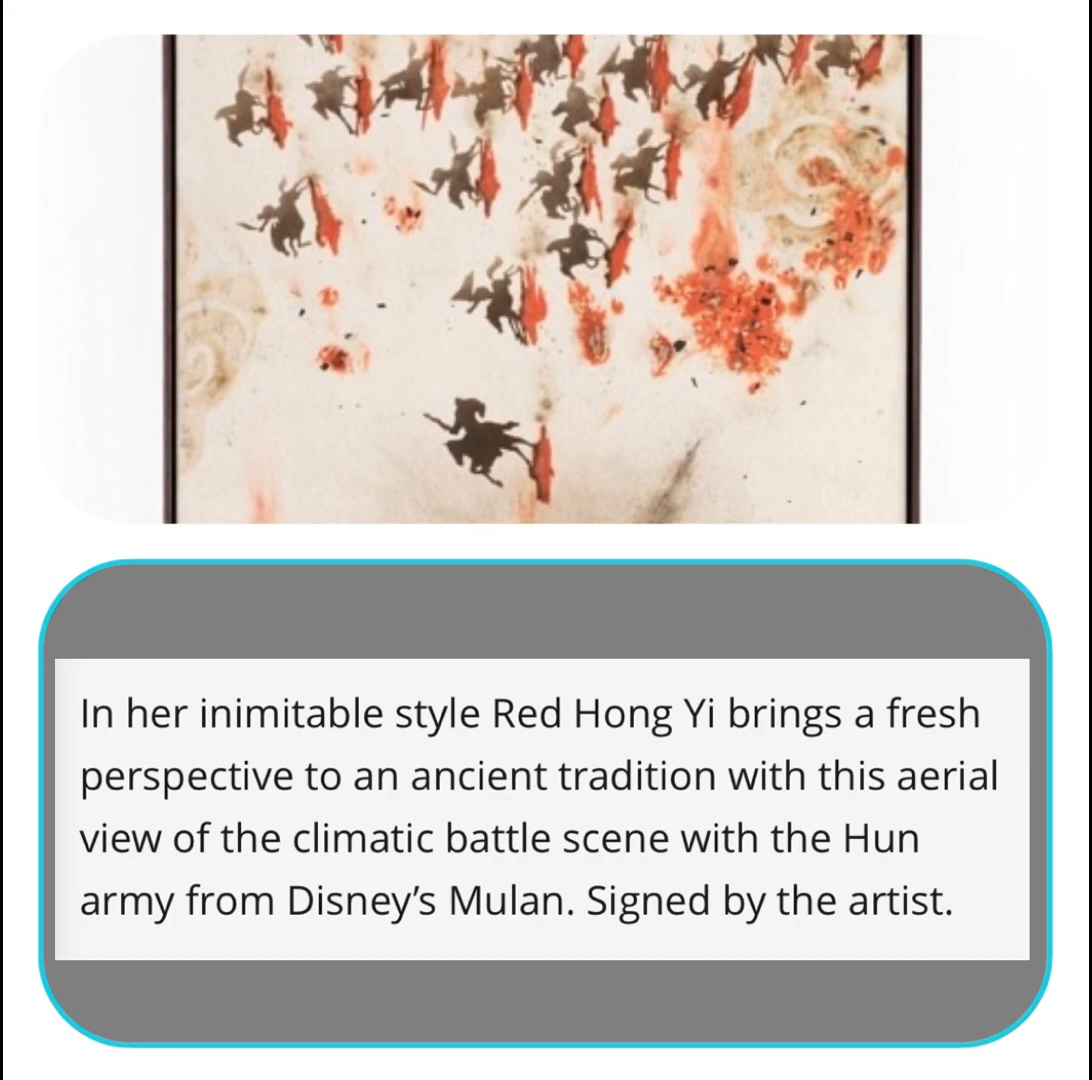 In her inimitable style Red Hong Yi brings a fresh
perspective to an ancient tradition with this aerial
view of the climatic battle scene with the Hun
army from Disney’s Mulan. Signed by the artist.